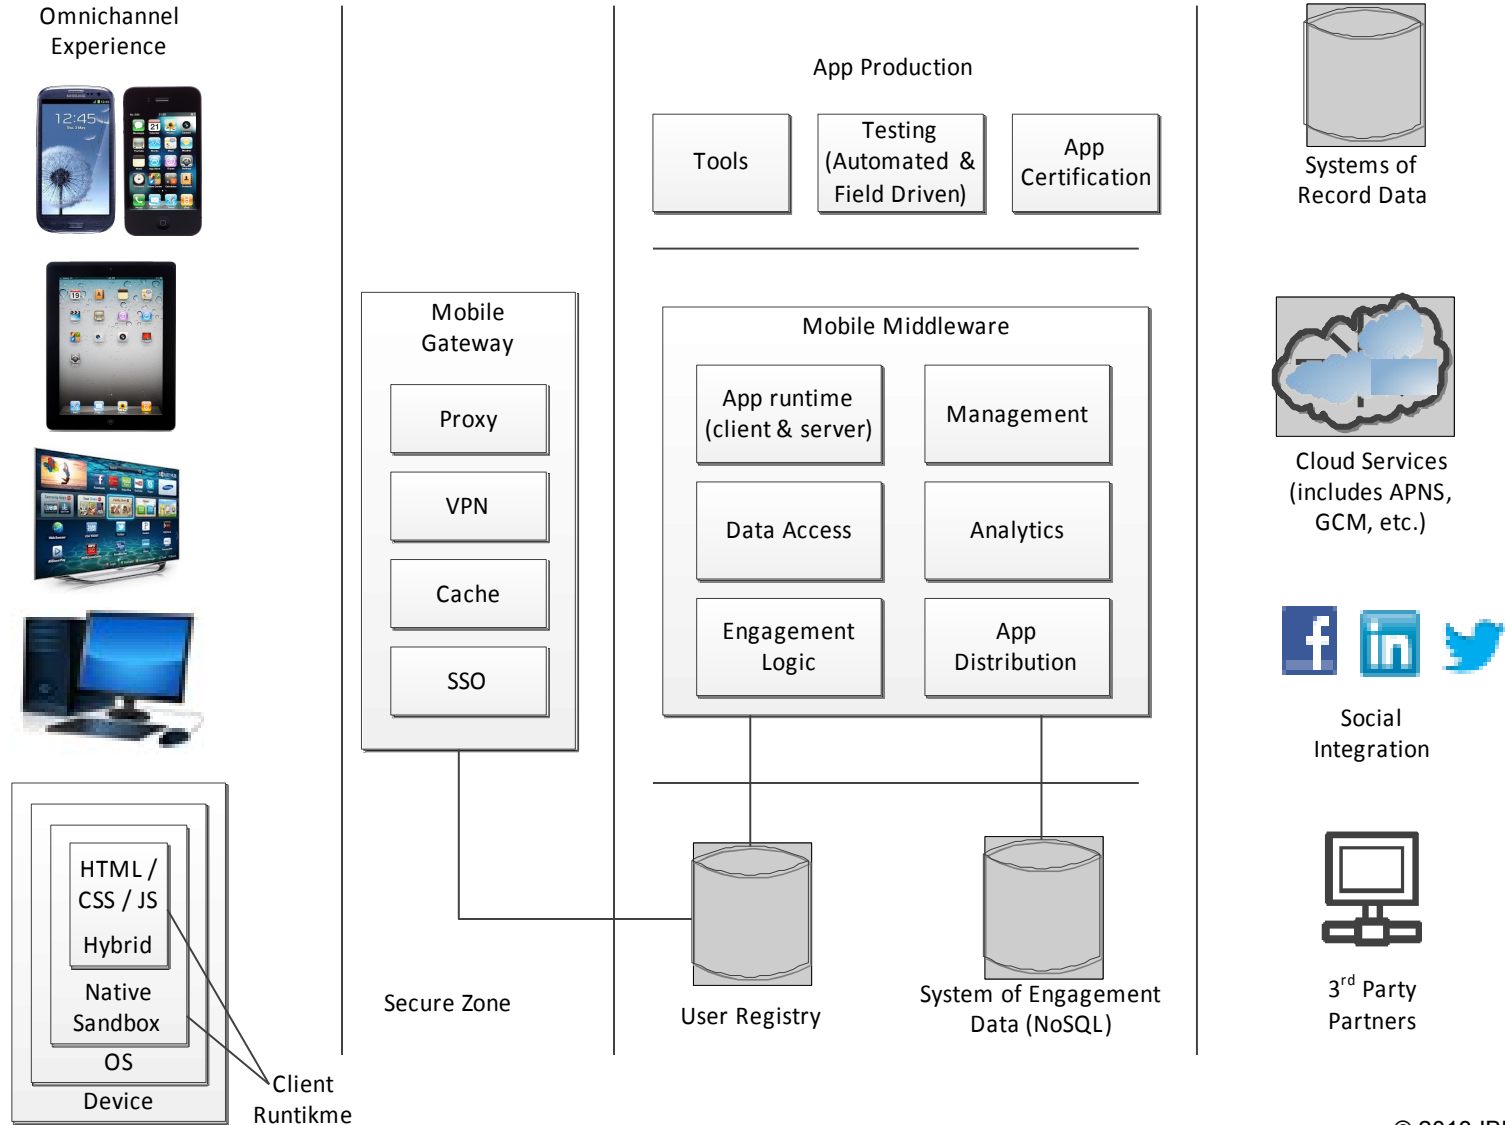 Omnichannel
Experience
12:45
HTML /
CSS / JS
Hybrid
Native
Sandbox
OS
Device
Client
Runtikme
Mobile
Gateway
Proxy
VPN
Cache
SSO
Secure Zone
App Production
Tools
Testing
(Automated &
Field Driven)
App
Certification
Mobile Middleware
App runtime
(client & server)
Management
Data Access
Analytics
Engagement
Logic
App
Distribution
User Registry
System of Engagement
Data (NoSQL)
Systems of
Record Data
Cloud Services
(includes APNS,
GCM, etc.)
f
in
Social
Integration
3rd Party
Partners